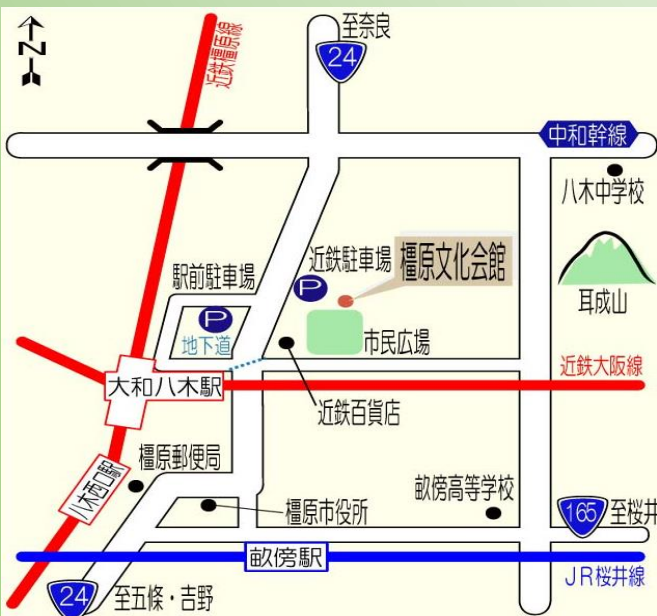 N
至奈良
24
近鉄橿原線
中和幹線
八木中学校
近鉄駐車場
橿原文化会館
駅前駐車場
P
P
地下道
市民広場
耳成山
近鉄大阪線
大和八木駅
近鉄百貨店
橿原郵便局
八木西口駅
畝傍高等学校
橿原市役所
165
至桜井
畝傍駅
JR桜井線
24
至五條・吉野